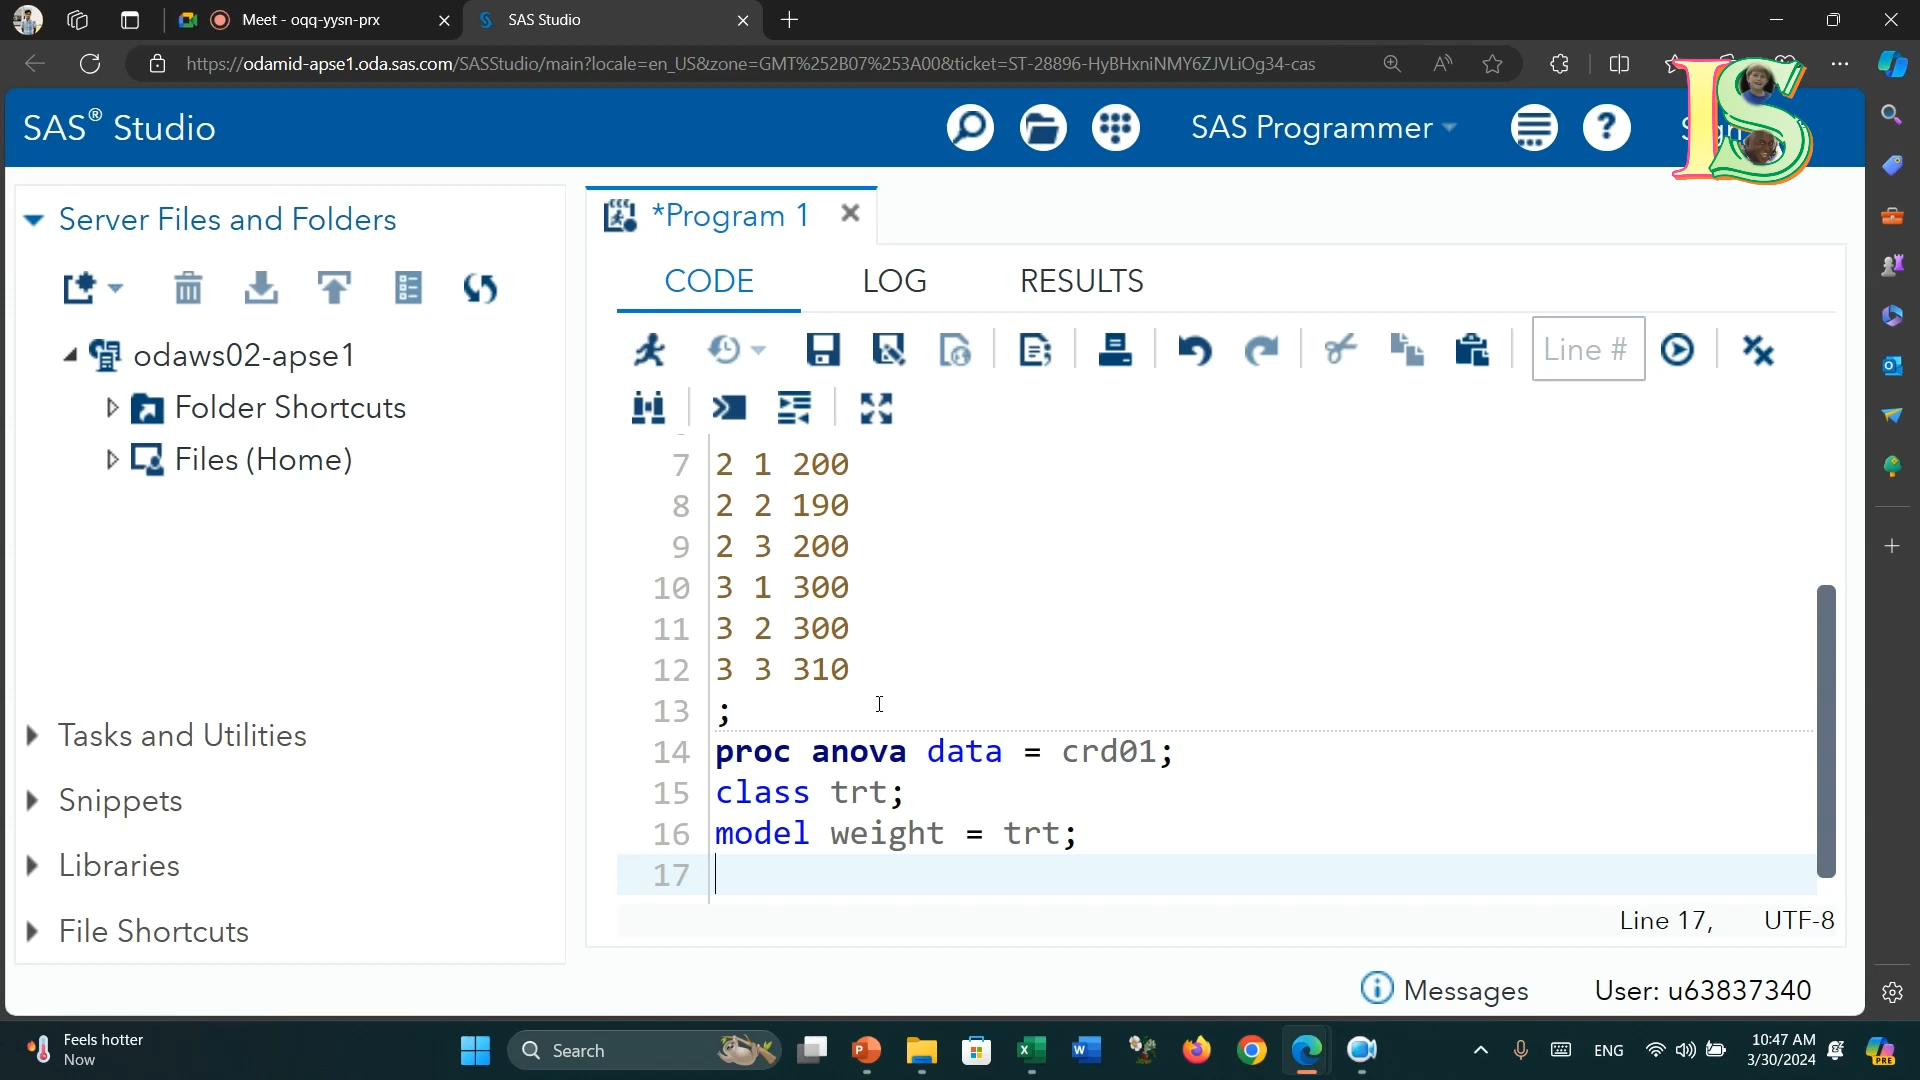 Meet - oqq-yysn-prx
SAS Studio
https://odamid-apse1.oda.sas.com/SASStudio/main?locale=en_US&zone=GMT%252B07%253A00&ticket=ST-28896-HyBHxniNMY6ZJVLiOg34-cas
SAS® Studio
SAS Programmer
IS
Server Files and Folders
*Program 1
CODE LOG RESULTS
Line #
odaws02-apse1
Folder Shortcuts
Files (Home)
Tasks and Utilities
Snippets
Libraries
File Shortcuts
7 2 1 200
8 2 2 190
9 2 3 200
10 3 1 300
11 3 2 300
12 3 3 310
13 ;
14 proc anova data = crd01;
15 class trt;
16 model weight = trt;
17
Line 17, UTF-8
Messages User: u63837340
Feels hotter
Now
Search
ENG
10:47 AM
3/30/2024
PRE